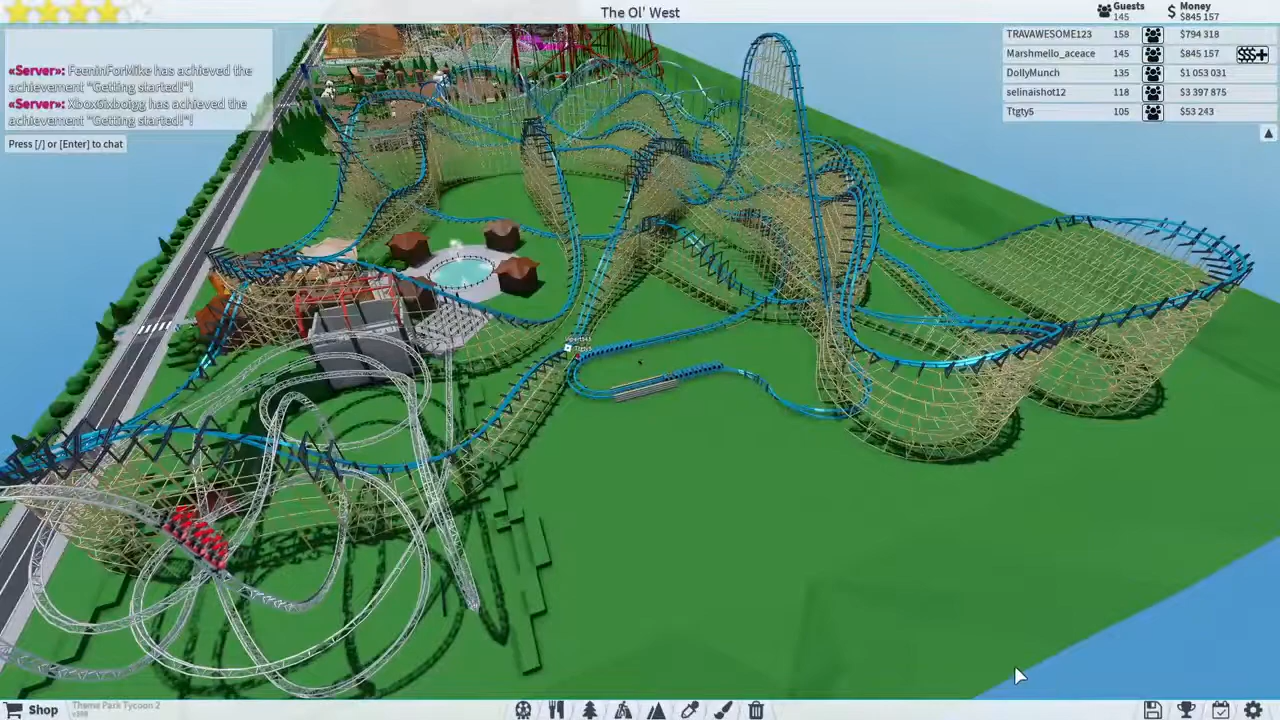 The Ol' West
Guests
145
Money
$845 157
«Server»: FeeninForMike has achieved the
achievement "Getting started!"!
«Server»: Xbox6ixboigg has achieved the
achievement "Getting started!"!
Press [/] or [Enter] to chat
TRAVAWESOME123 158 $794 318
Marshmello_aceace 145 $845 157 $$$+
DollyMunch 135 $1 053 031
selinaishot12 118 $3 397 875
Ttgty5 105 $53 243
Ttgty5
Shop
Theme Park Tycoon 2